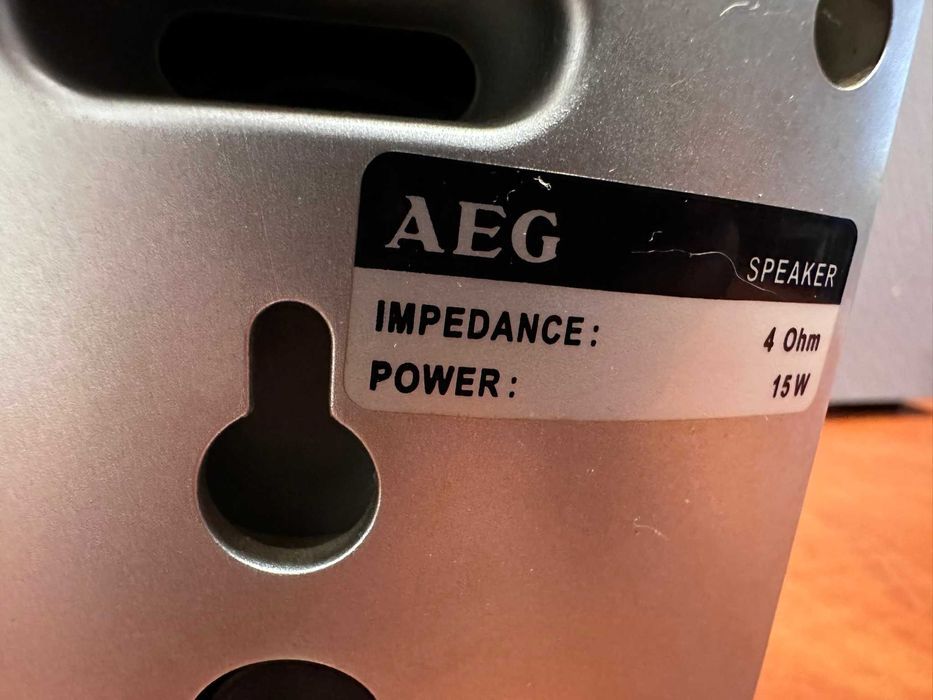 AEG
SPEAKER
IMPEDANCE: 4 Ohm
POWER: 15W